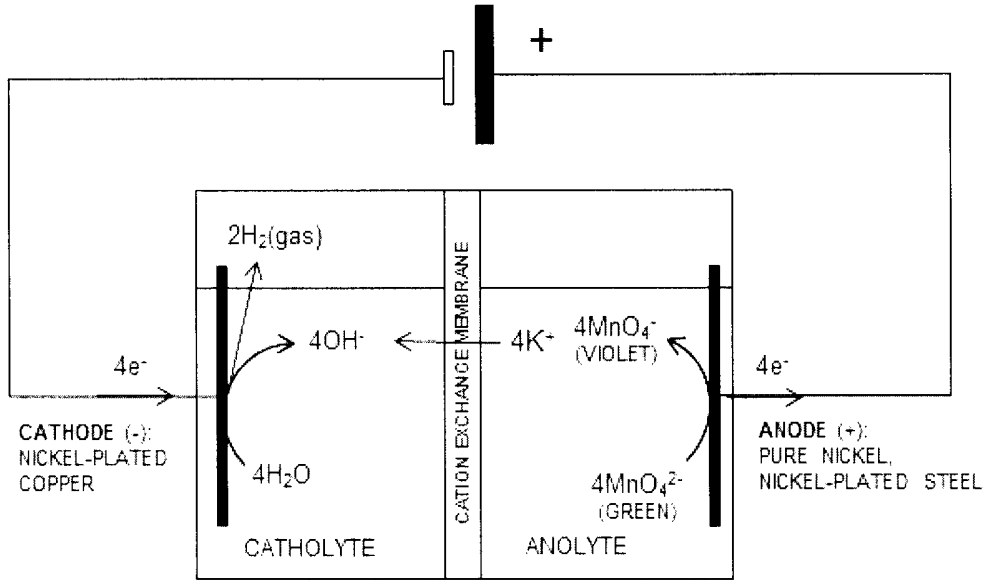 +
2H₂(gas)
4OH⁻
4K⁺
4MnO₄⁻
(VIOLET)
4e⁻
4e⁻
CATHODE (-):
NICKEL-PLATED
COPPER
4H₂O
CATION EXCHANGE MEMBRANE
4MnO₄²⁻
(GREEN)
ANODE (+):
PURE NICKEL,
NICKEL-PLATED STEEL
CATHOLYTE
ANOLYTE